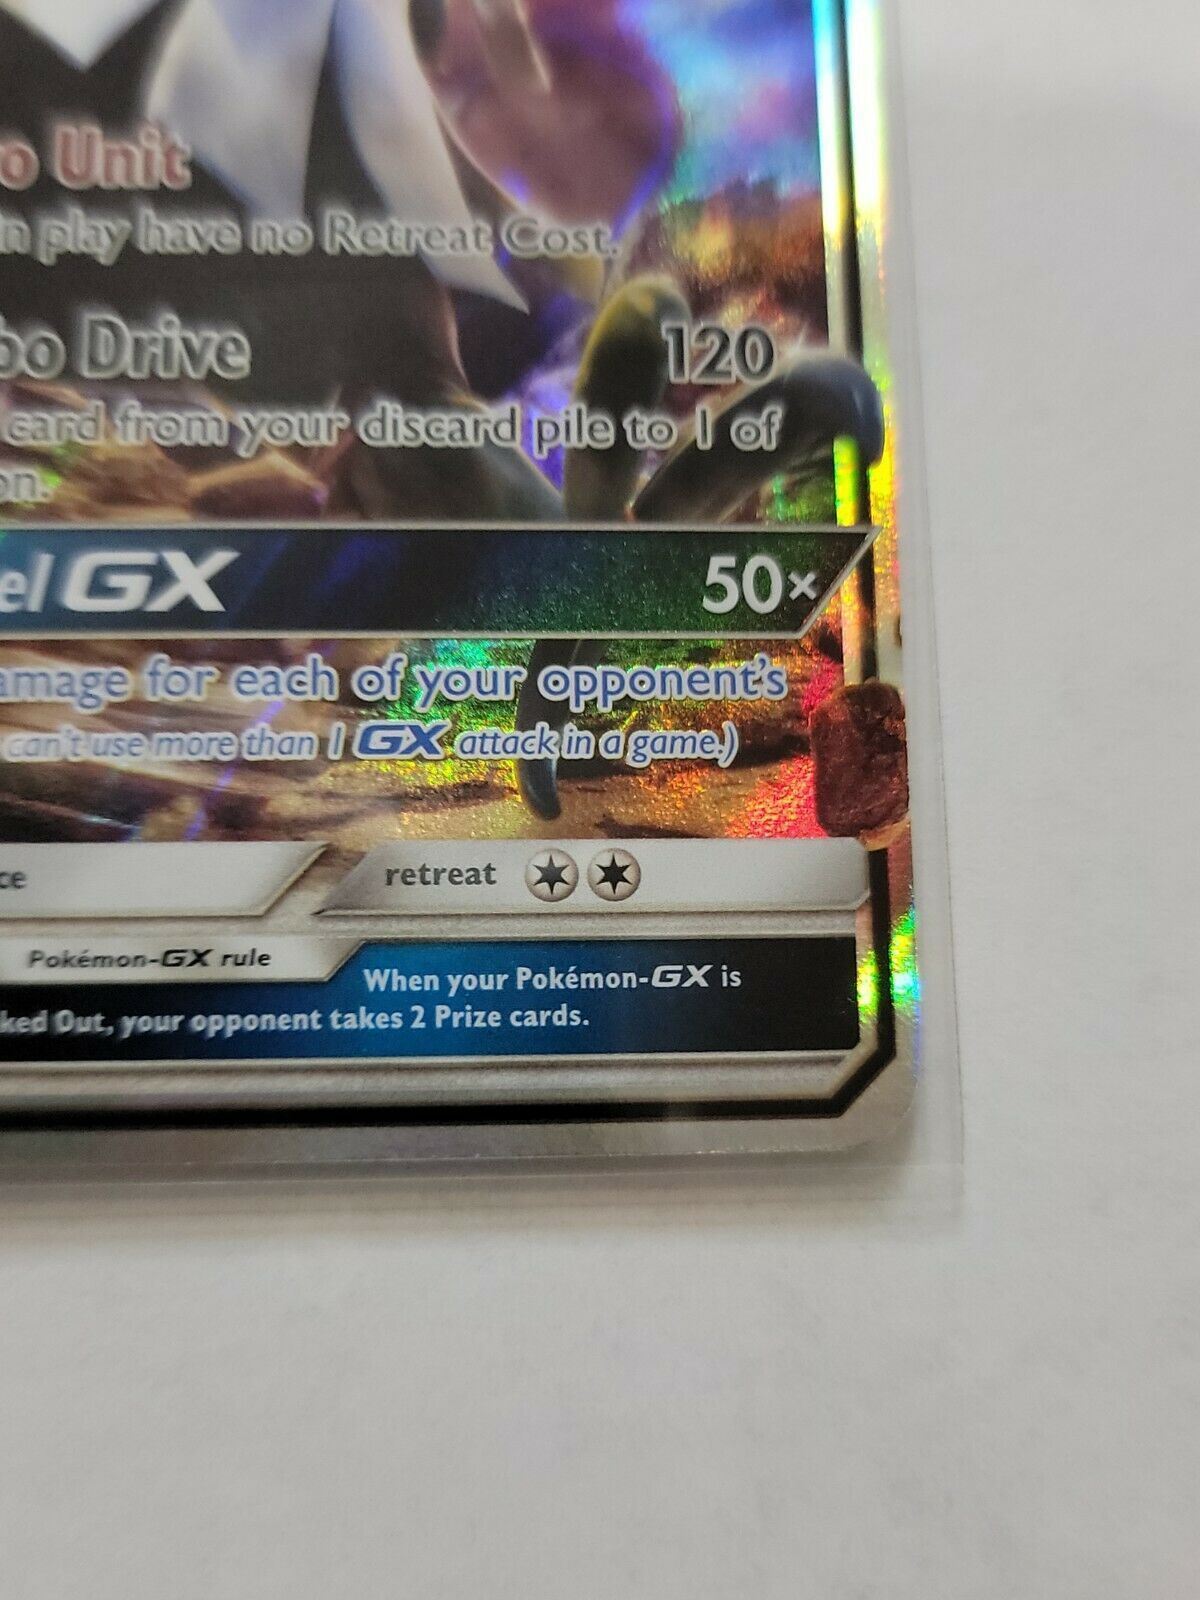 o Unit
n play have no Retreat Cost.
bo Drive 120
card from your discard pile to 1 of
on.
el GX 50×
amage for each of your opponent's
can't use more than 1 GX attack in a game.)
ce retreat
Pokémon-GX rule When your Pokémon-GX is
ked Out, your opponent takes 2 Prize cards.